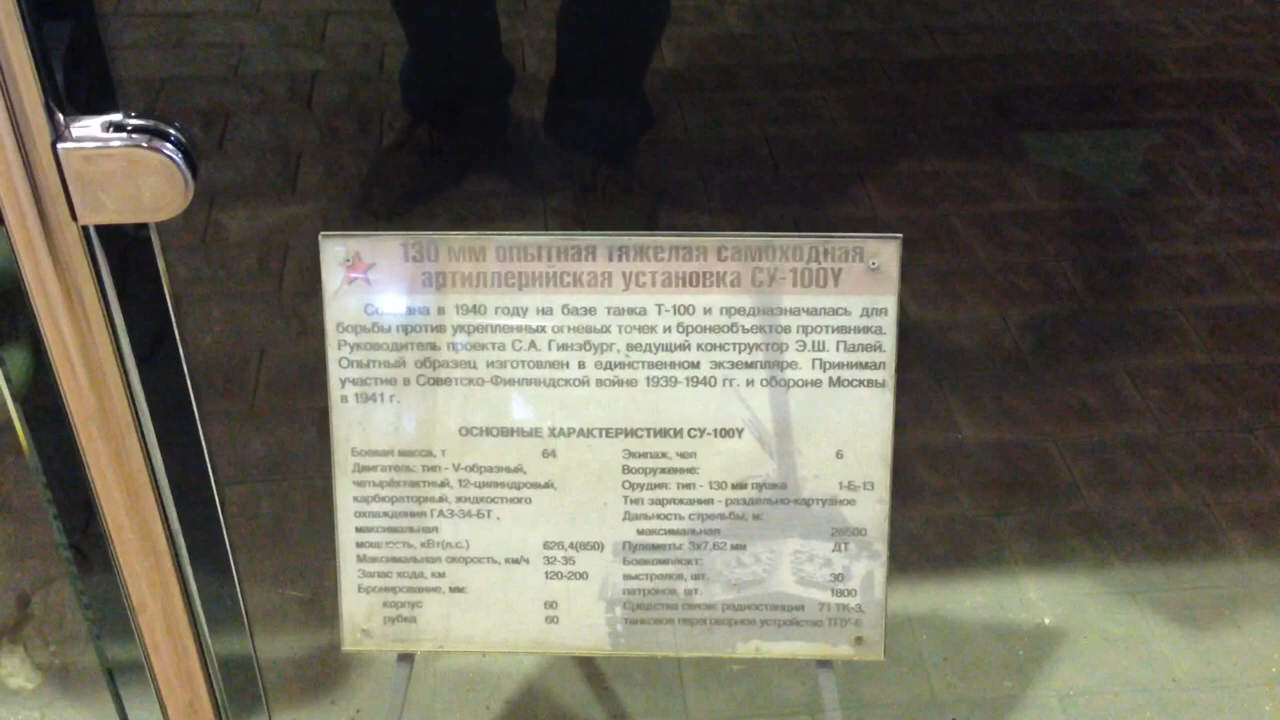 130 мм опытная тяжелая самоходная
артиллерийская установка СУ-100Y
Создана в 1940 году на базе танка Т-100 и предназначалась для
борьбы против укрепленных огневых точек и бронеобъектов противника.
Руководитель проекта С.А. Гинзбург, ведущий конструктор Э.Ш. Палей.
Опытный образец изготовлен в единственном экземпляре. Принимал
участие в Советско-Финляндской войне 1939-1940 гг. и обороне Москвы
в 1941 г.
ОСНОВНЫЕ ХАРАКТЕРИСТИКИ СУ-100Y
Боевая масса, т 64
Двигатель: тип - V-образный,
четырёхтактный, 12-цилиндровый,
карбюраторный, жидкостного
охлаждения ГАЗ-34-БТ ,
максимальная
мощность, кВт(л.с.) 626,4(850)
Максимальная скорость, км/ч 32-35
Запас хода, км 120-200
Бронирование, мм:
корпус 60
рубка 60
Экипаж, чел 6
Вооружение:
Орудия: тип - 130 мм пушка 1-Б-13
Тип заряжания - раздельно-картузное
Дальность стрельбы, м:
максимальная 25500
Пулеметы: 3х7,62 мм ДТ
Боекомплект:
выстрелов, шт. 30
патронов, шт. 1800
Средства связи: радиостанция 71 ТК-3,
танковое переговорное устройство ТПУ-6